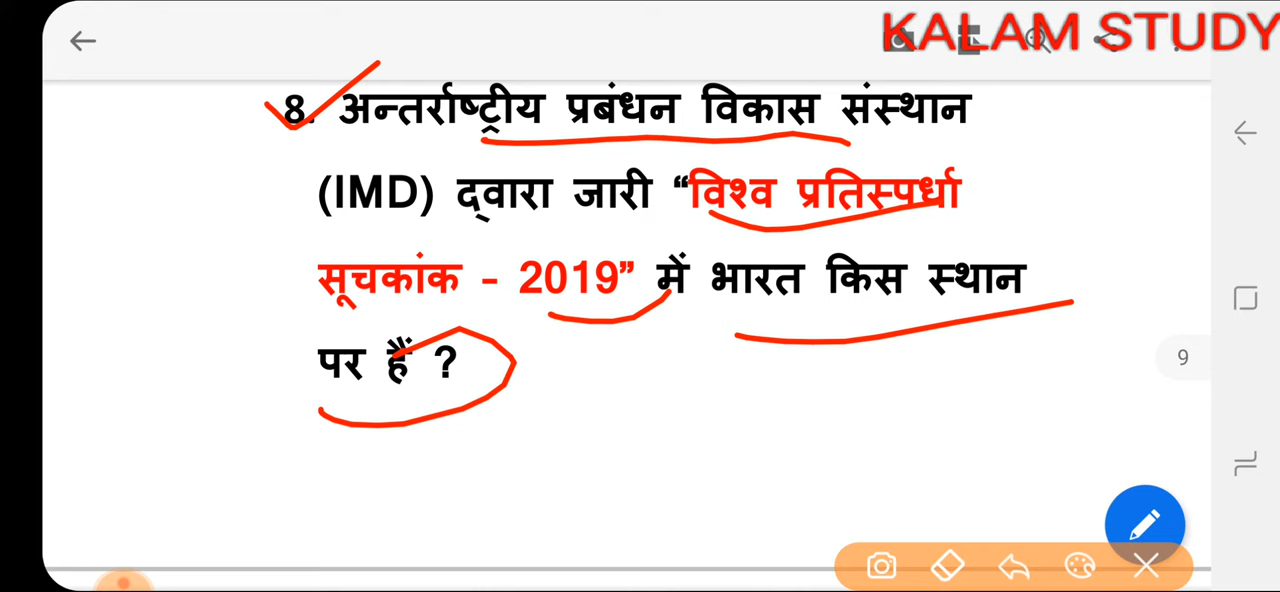 KALAM STUDY
8. अन्तर्राष्ट्रीय प्रबंधन विकास संस्थान
(IMD) द्वारा जारी “विश्व प्रतिस्पर्धा
सूचकांक - 2019” में भारत किस स्थान
पर हैं ?
9